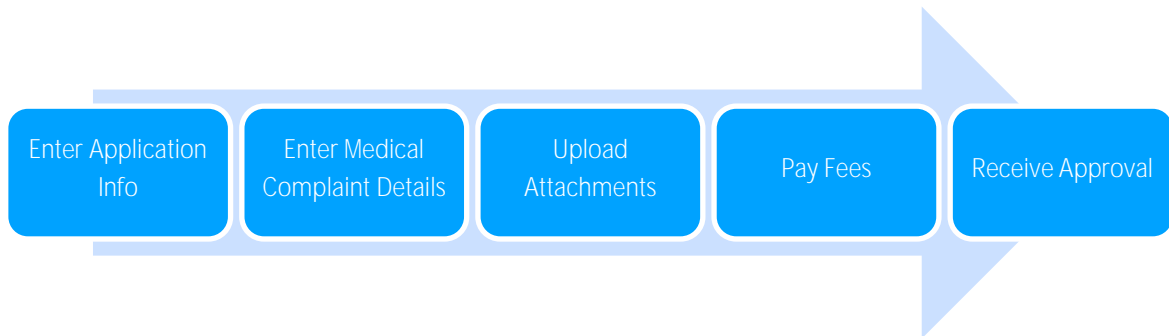 Enter Application
Info
Enter Medical
Complaint Details
Upload
Attachments
Pay Fees
Receive Approval